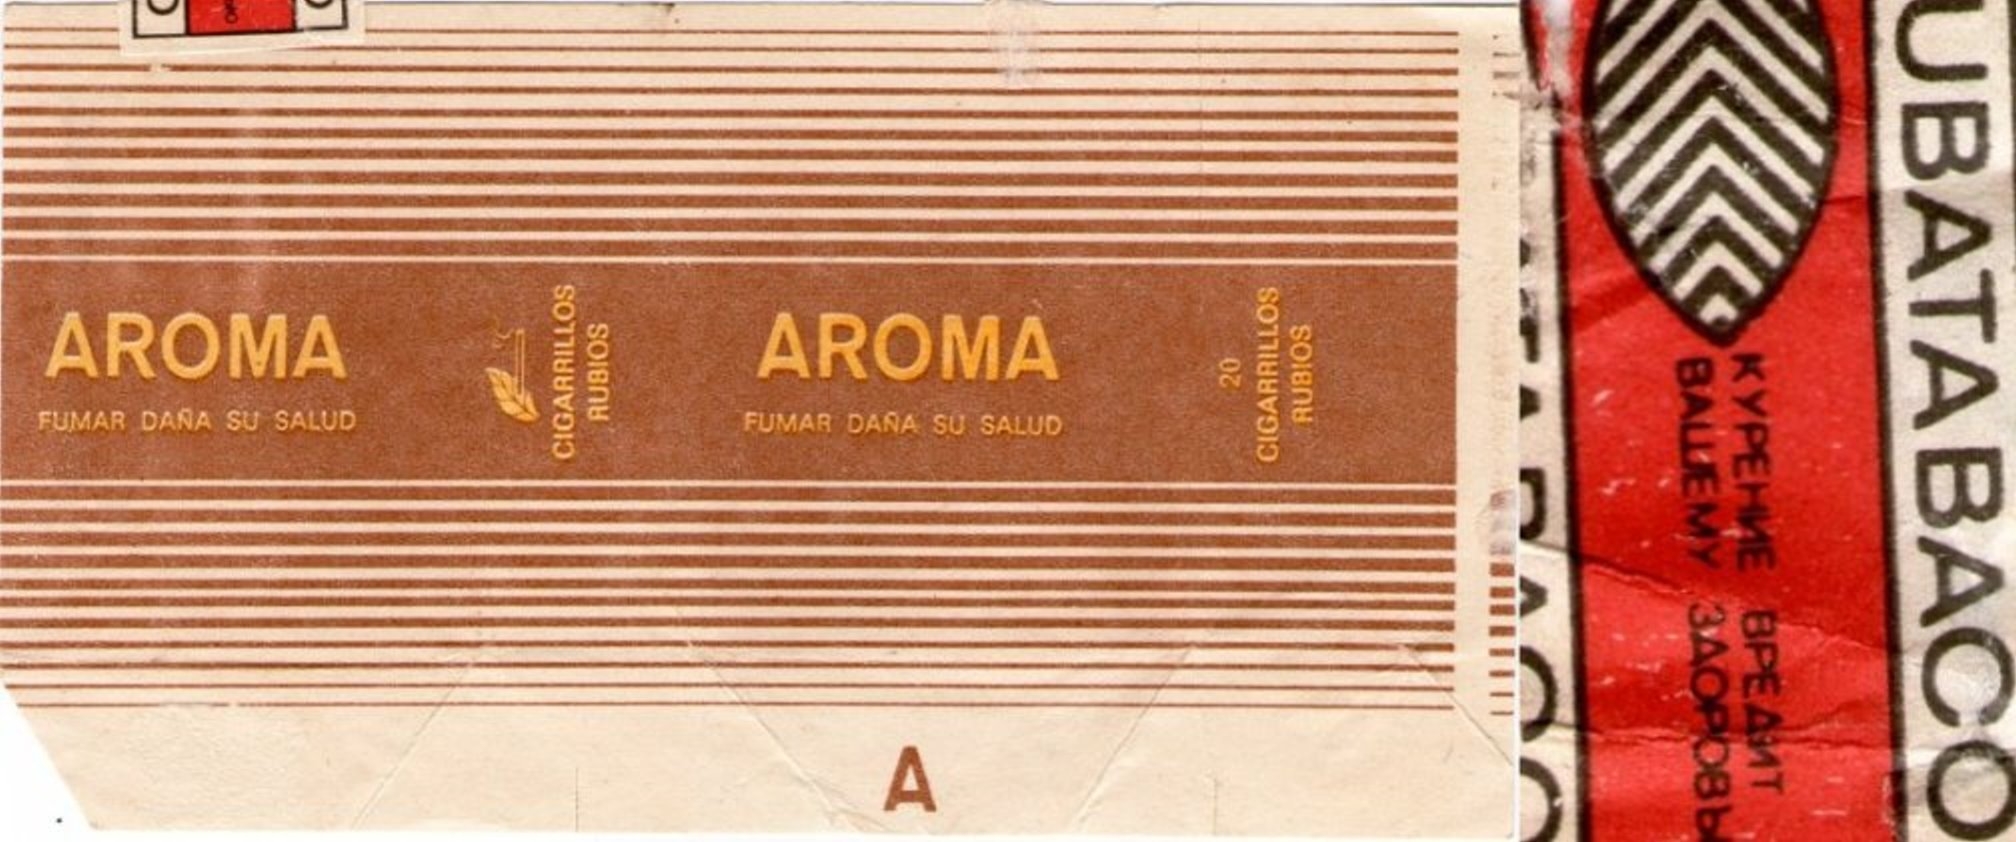 AROMA
FUMAR DAÑA SU SALUD
CIGARRILLOS
RUBIOS
AROMA
FUMAR DAÑA SU SALUD
20
CIGARRILLOS
RUBIOS
A
КУРЕНИЕ ВРЕДИТ
ВАШЕМУ ЗДОРОВЬ
UBATABACO